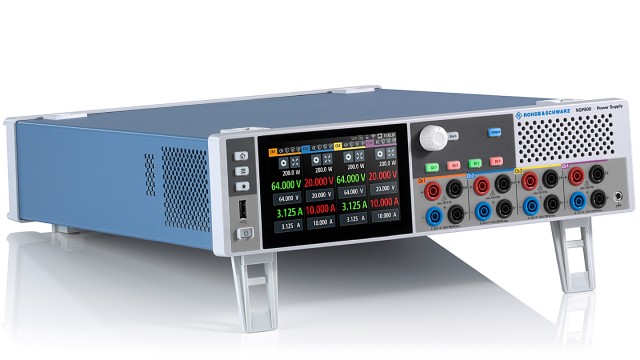 ROHDE&SCHWARZ NGP800 · Power Supply
200.0 W 200.0 W 200.0 W 200.0 W
64.000 V 20.000 V 64.000 V 20.000 V
64.000 V 20.000 V 64.000 V 20.000 V
3.125 A 10.000 A 3.125 A 10.000 A
3.125 A 10.000 A 3.125 A 10.000 A
Ch1 Ch2 Ch3 Ch4